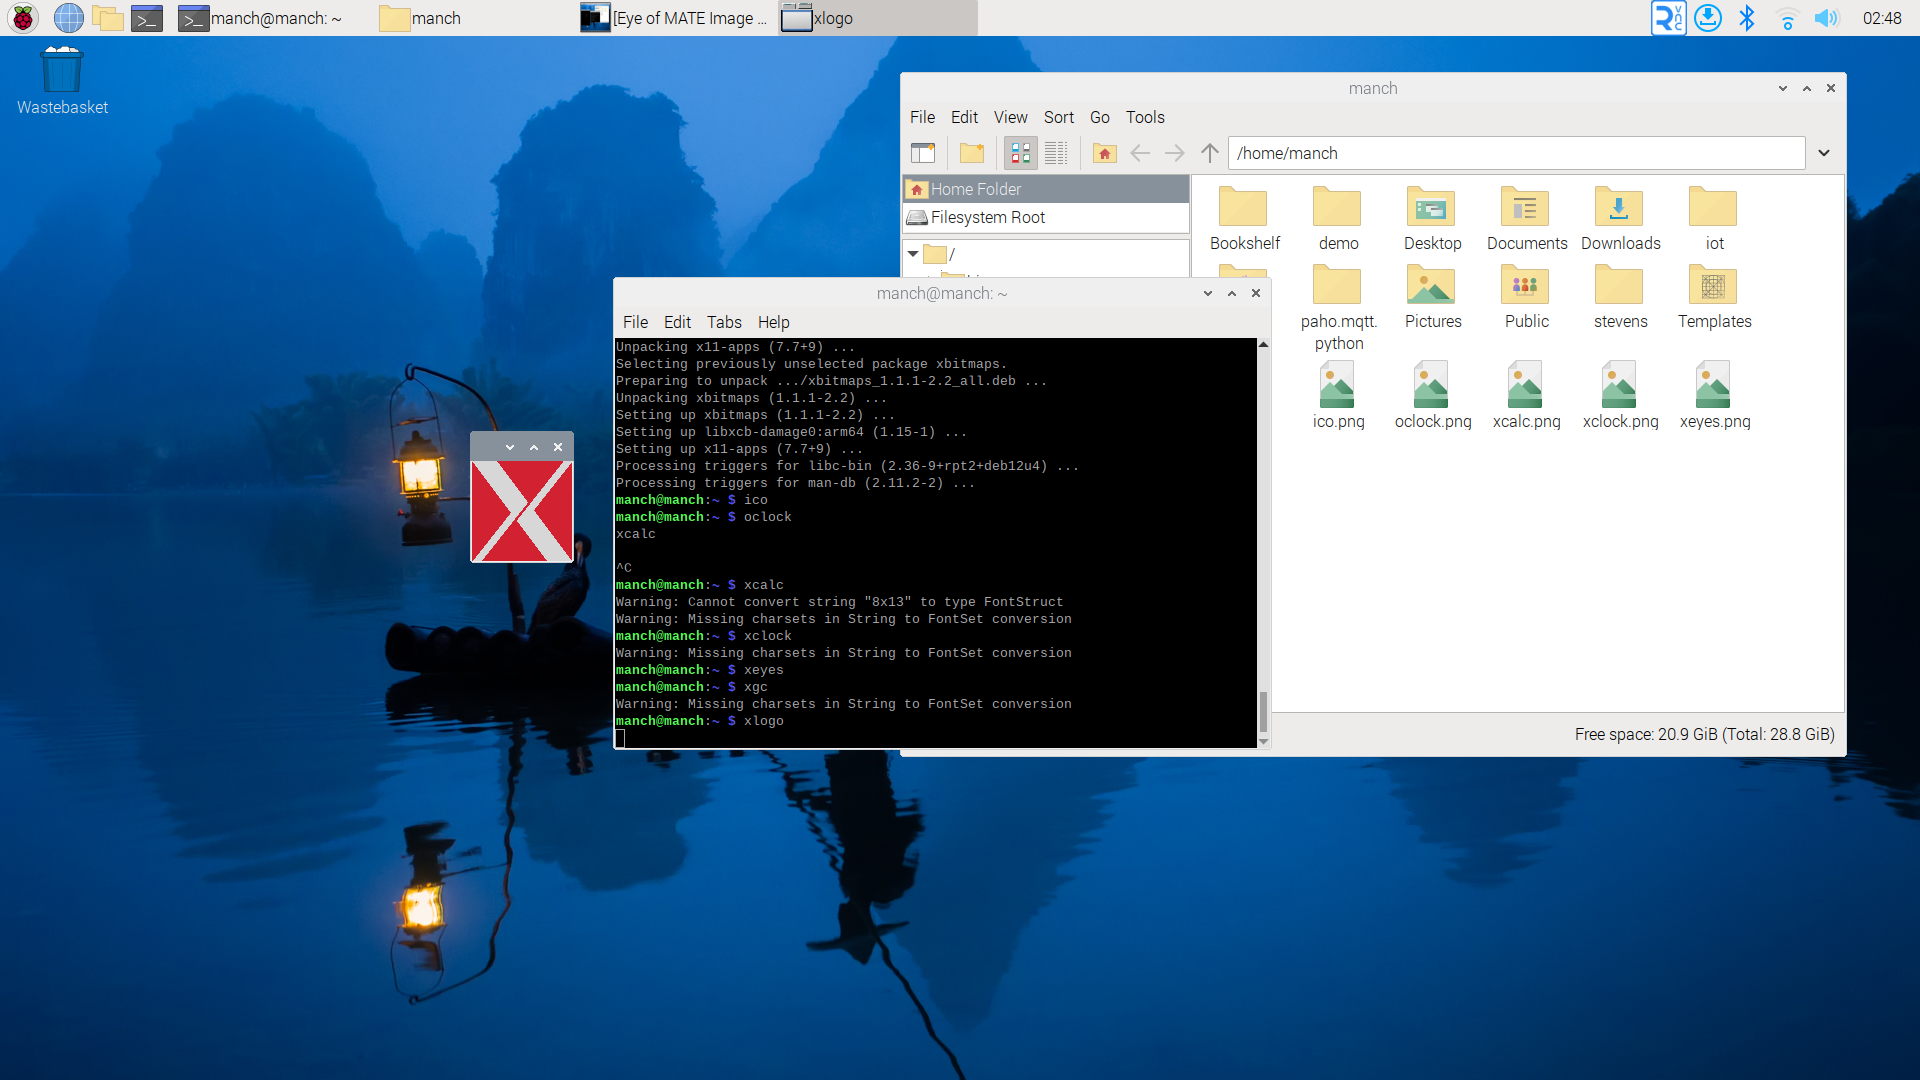 manch@manch: ~
manch
[Eye of MATE Image ...
xlogo
VNC
02:48
Wastebasket
manch
File Edit View Sort Go Tools
/home/manch
Home Folder
Filesystem Root
/
Bookshelf
demo
Desktop
Documents
Downloads
iot
paho.mqtt.
python
Pictures
Public
stevens
Templates
ico.png
oclock.png
xcalc.png
xclock.png
xeyes.png
Free space: 20.9 GiB (Total: 28.8 GiB)
manch@manch: ~
File Edit Tabs Help
Unpacking x11-apps (7.7+9) ...
Selecting previously unselected package xbitmaps.
Preparing to unpack .../xbitmaps_1.1.1-2.2_all.deb ...
Unpacking xbitmaps (1.1.1-2.2) ...
Setting up xbitmaps (1.1.1-2.2) ...
Setting up libxcb-damage0:arm64 (1.15-1) ...
Setting up x11-apps (7.7+9) ...
Processing triggers for libc-bin (2.36-9+rpt2+deb12u4) ...
Processing triggers for man-db (2.11.2-2) ...
manch@manch:~ $ ico
manch@manch:~ $ oclock
xcalc
^C
manch@manch:~ $ xcalc
Warning: Cannot convert string "8x13" to type FontStruct
Warning: Missing charsets in String to FontSet conversion
manch@manch:~ $ xclock
Warning: Missing charsets in String to FontSet conversion
manch@manch:~ $ xeyes
manch@manch:~ $ xgc
Warning: Missing charsets in String to FontSet conversion
manch@manch:~ $ xlogo